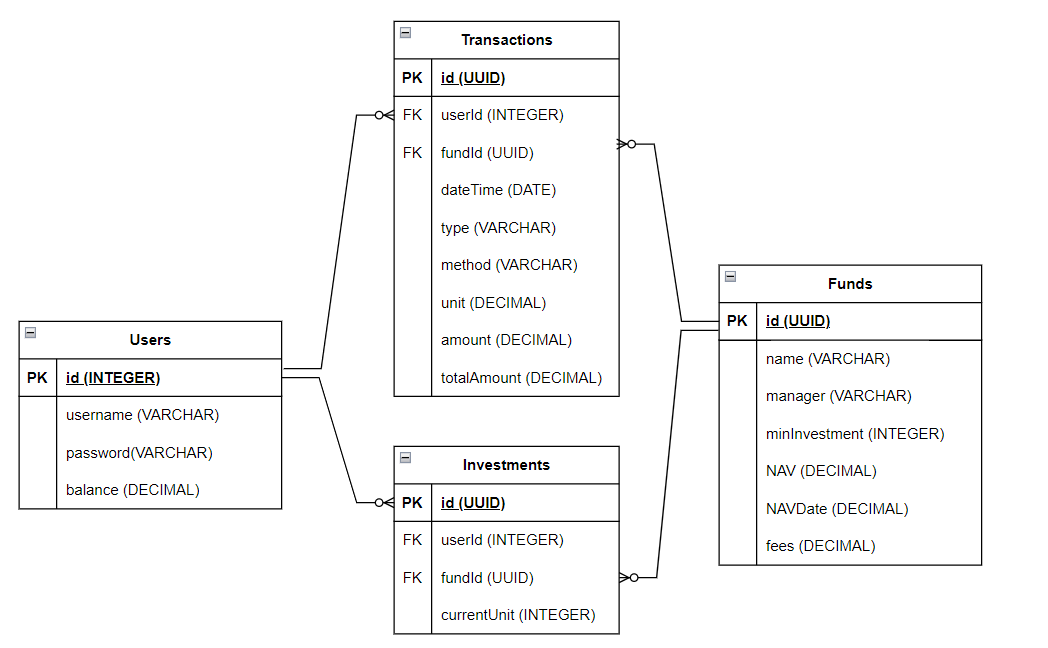 Transactions
PK id (UUID)
FK userId (INTEGER)
FK fundId (UUID)
dateTime (DATE)
type (VARCHAR)
method (VARCHAR)
unit (DECIMAL)
amount (DECIMAL)
totalAmount (DECIMAL)
Users
PK id (INTEGER)
username (VARCHAR)
password(VARCHAR)
balance (DECIMAL)
Investments
PK id (UUID)
FK userId (INTEGER)
FK fundId (UUID)
currentUnit (INTEGER)
Funds
PK id (UUID)
name (VARCHAR)
manager (VARCHAR)
minInvestment (INTEGER)
NAV (DECIMAL)
NAVDate (DECIMAL)
fees (DECIMAL)